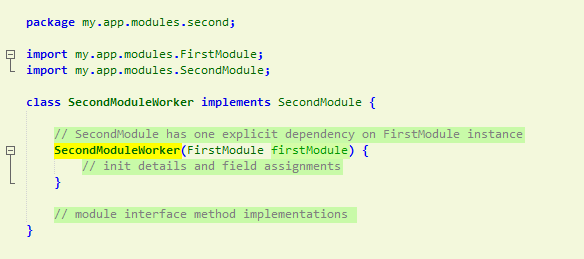 package my.app.modules.second;
import my.app.modules.FirstModule;
import my.app.modules.SecondModule;
class SecondModuleWorker implements SecondModule {
// SecondModule has one explicit dependency on FirstModule instance
SecondModuleWorker(FirstModule firstModule) {
// init details and field assignments
}
// module interface method implementations
}